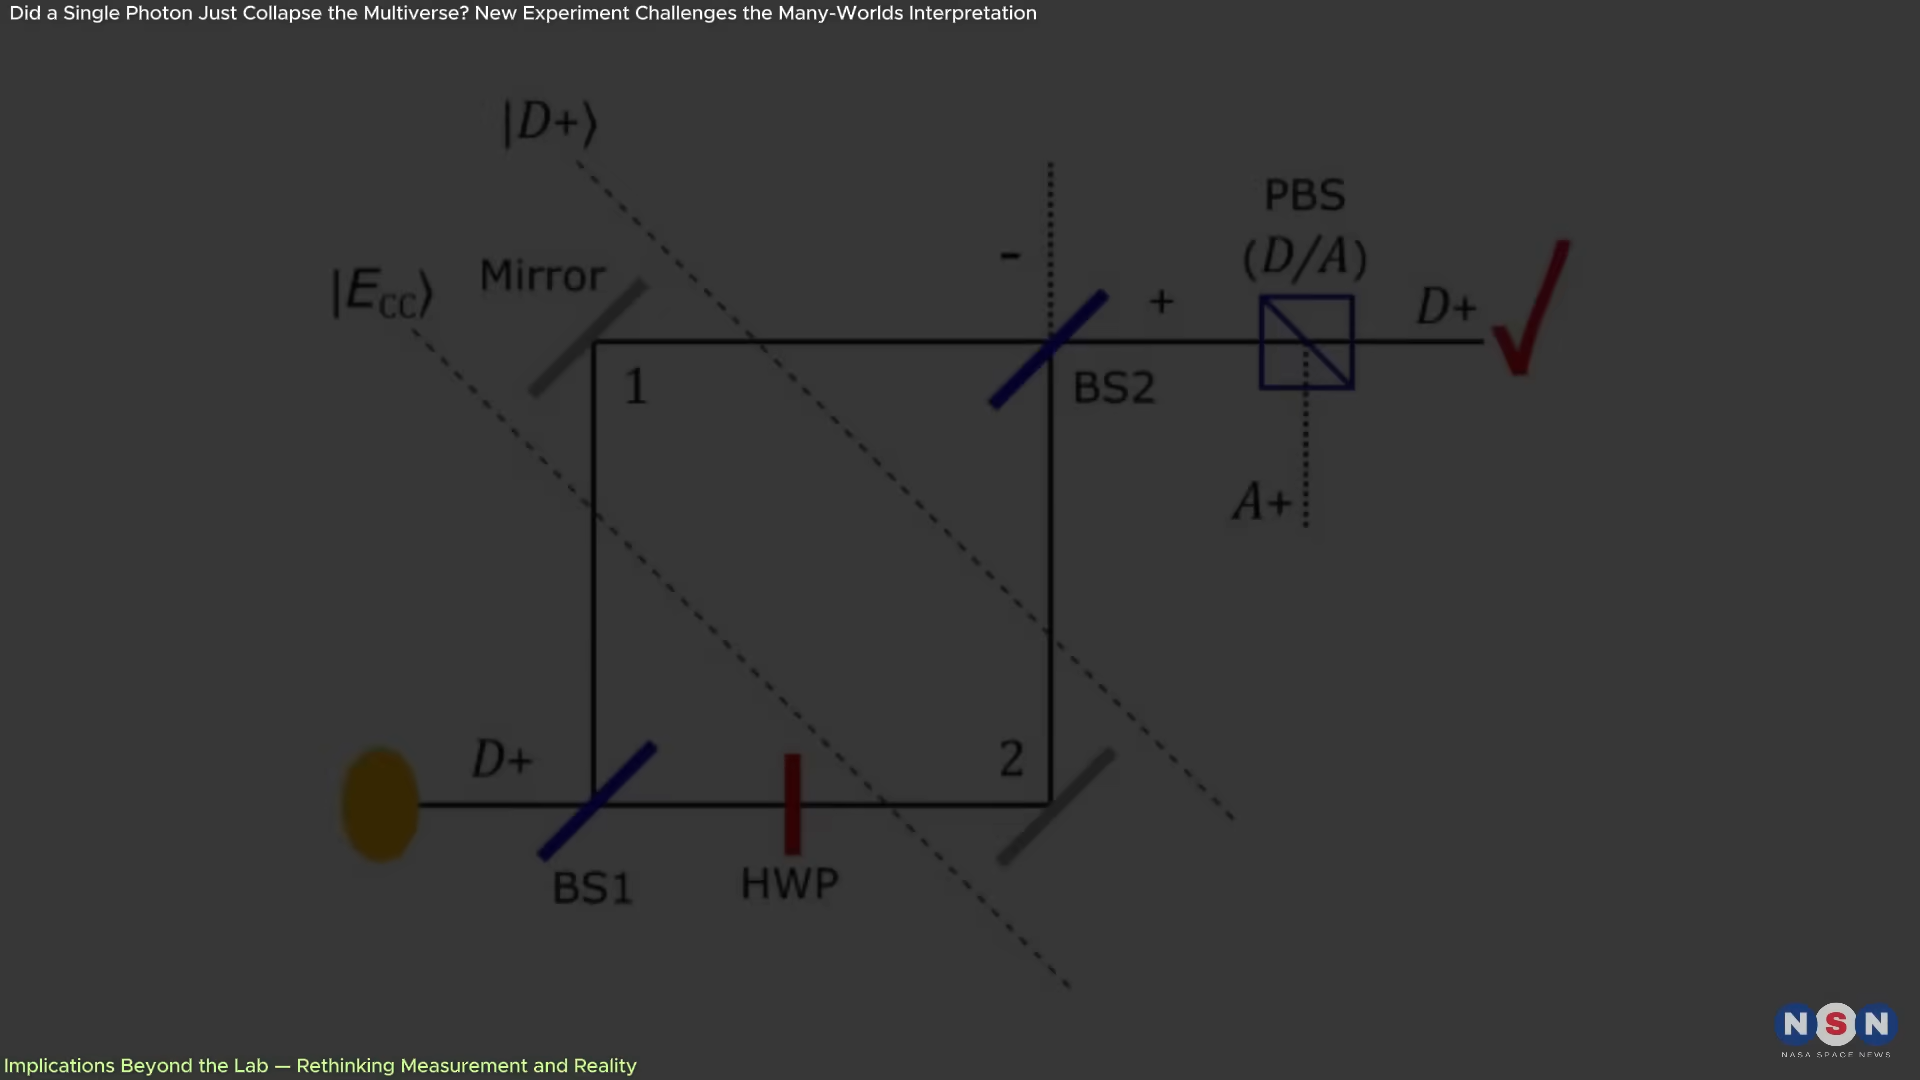 Did a Single Photon Just Collapse the Multiverse? New Experiment Challenges the Many-Worlds Interpretation
|D+⟩
PBS
(D/A)
|E_CC⟩
Mirror
-
+
D+
1
BS2
A+
D+
2
BS1
HWP
NSN
NASA SPACE NEWS
Implications Beyond the Lab — Rethinking Measurement and Reality